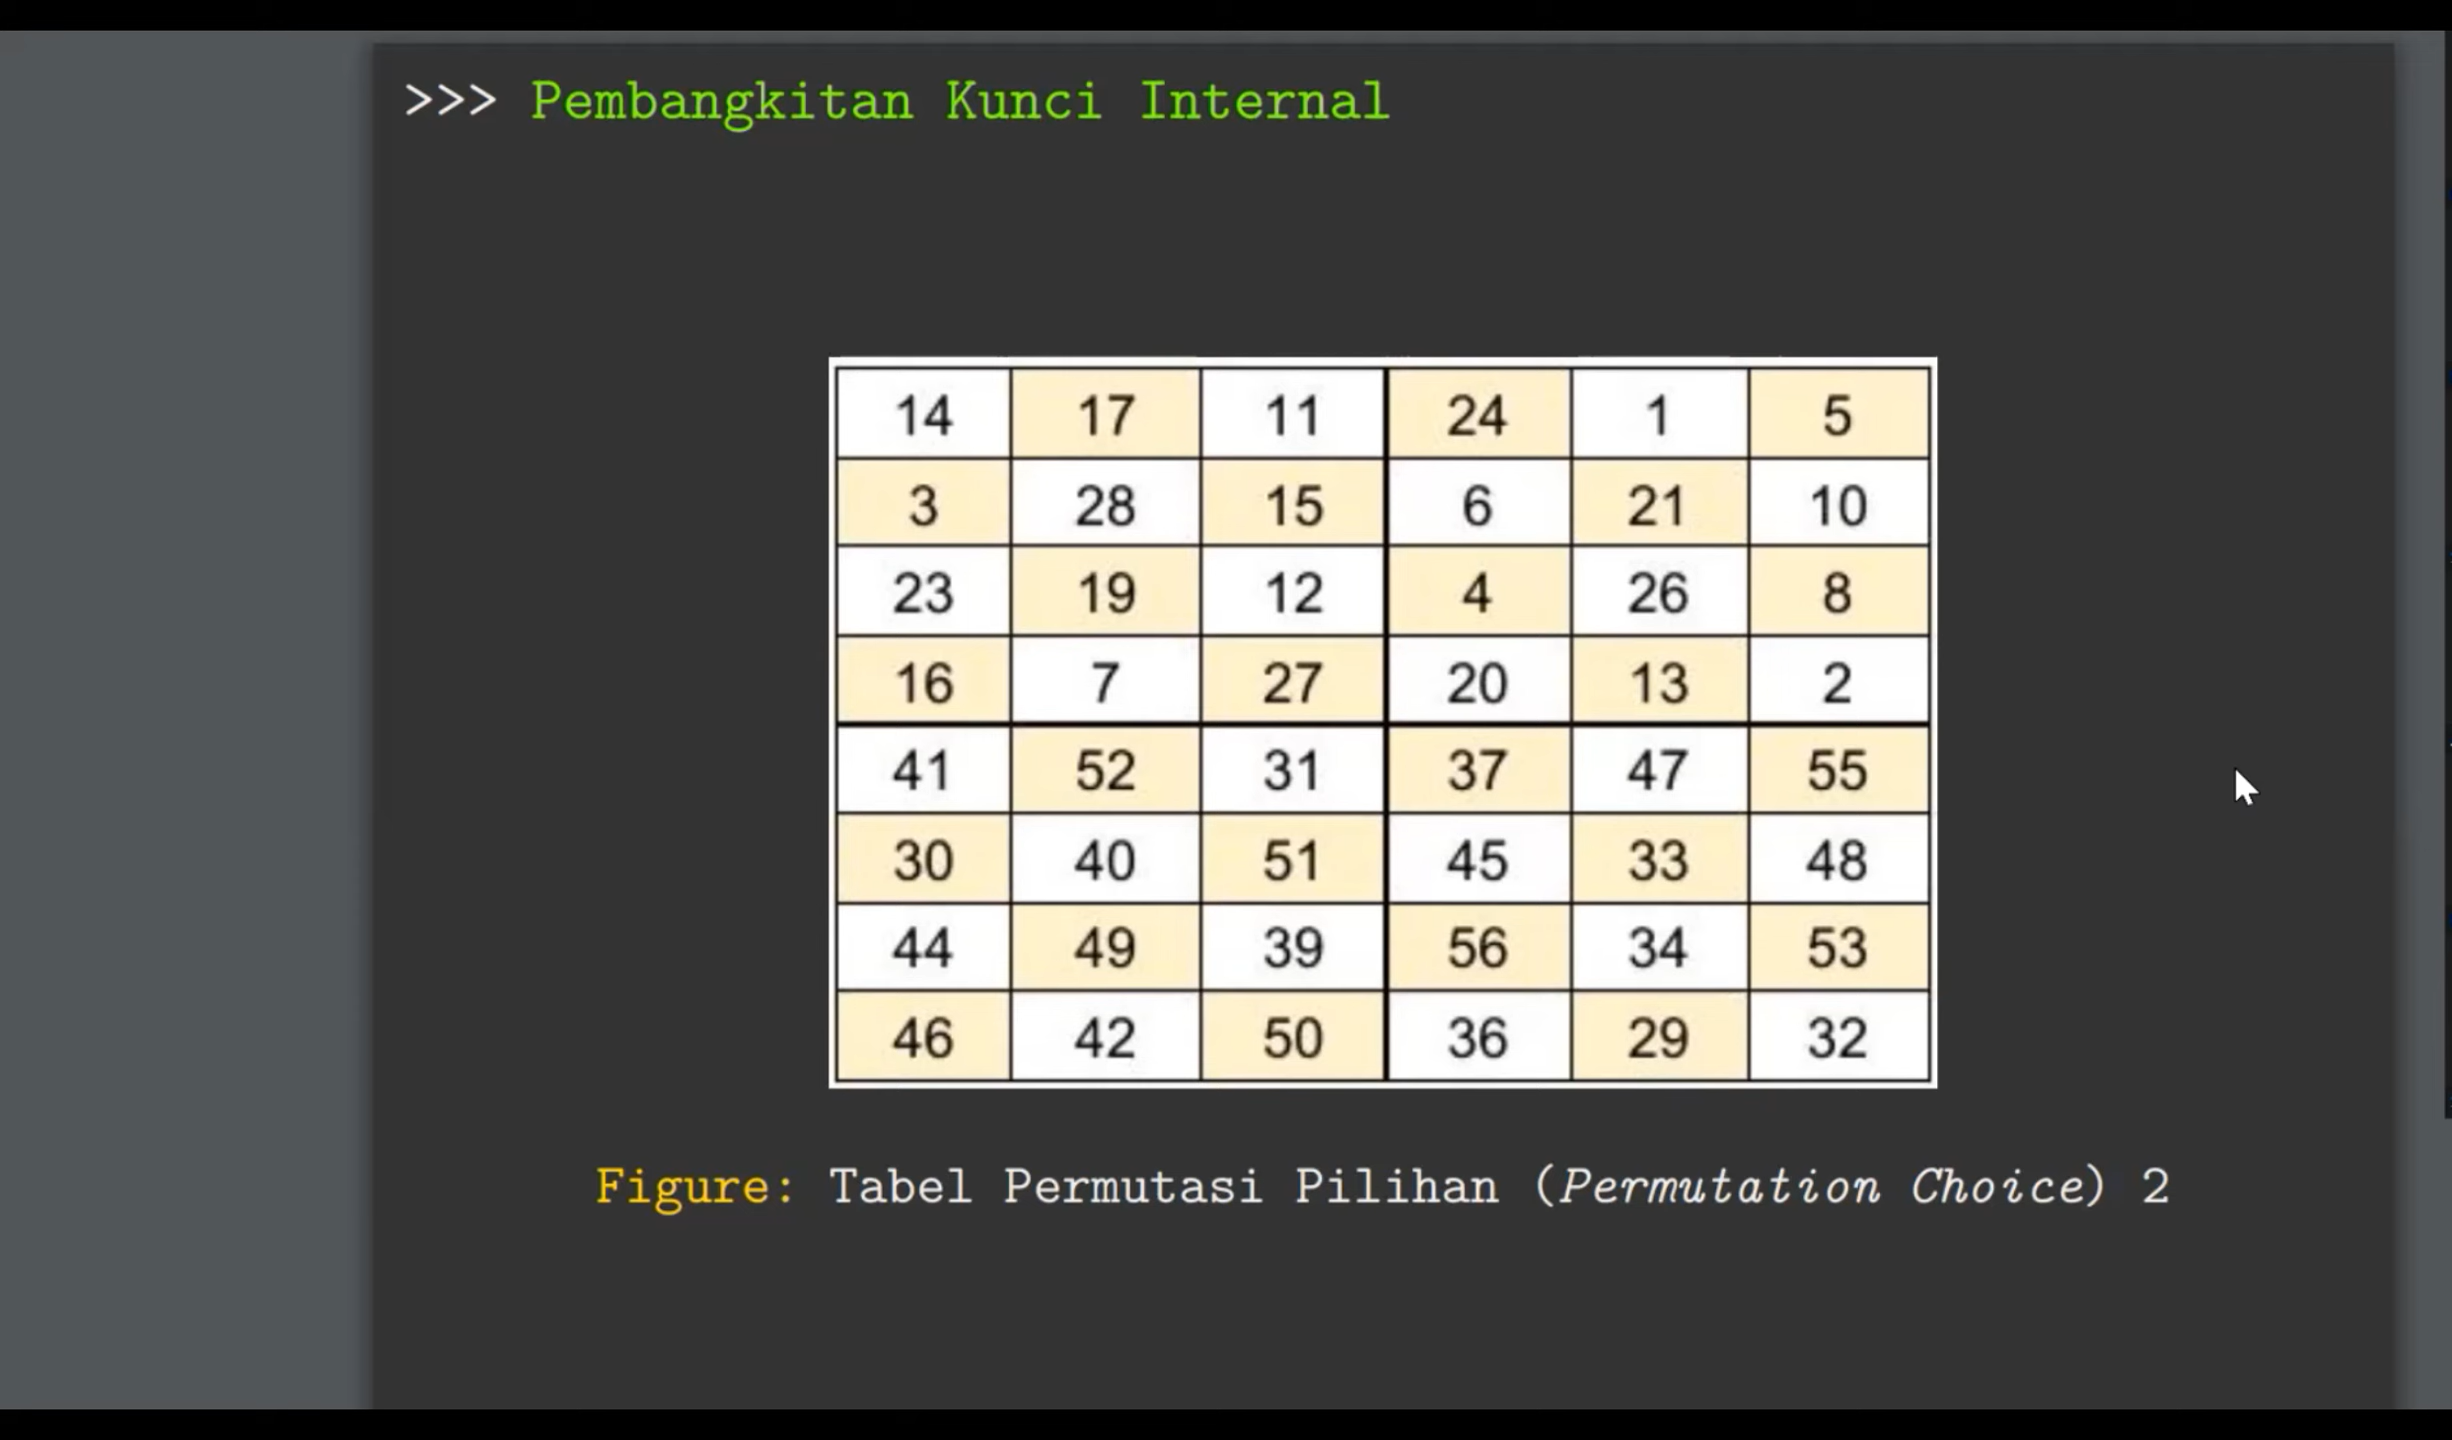 >>> Pembangkitan Kunci Internal
14 17 11 24 1 5
3 28 15 6 21 10
23 19 12 4 26 8
16 7 27 20 13 2
41 52 31 37 47 55
30 40 51 45 33 48
44 49 39 56 34 53
46 42 50 36 29 32
Figure: Tabel Permutasi Pilihan (Permutation Choice) 2